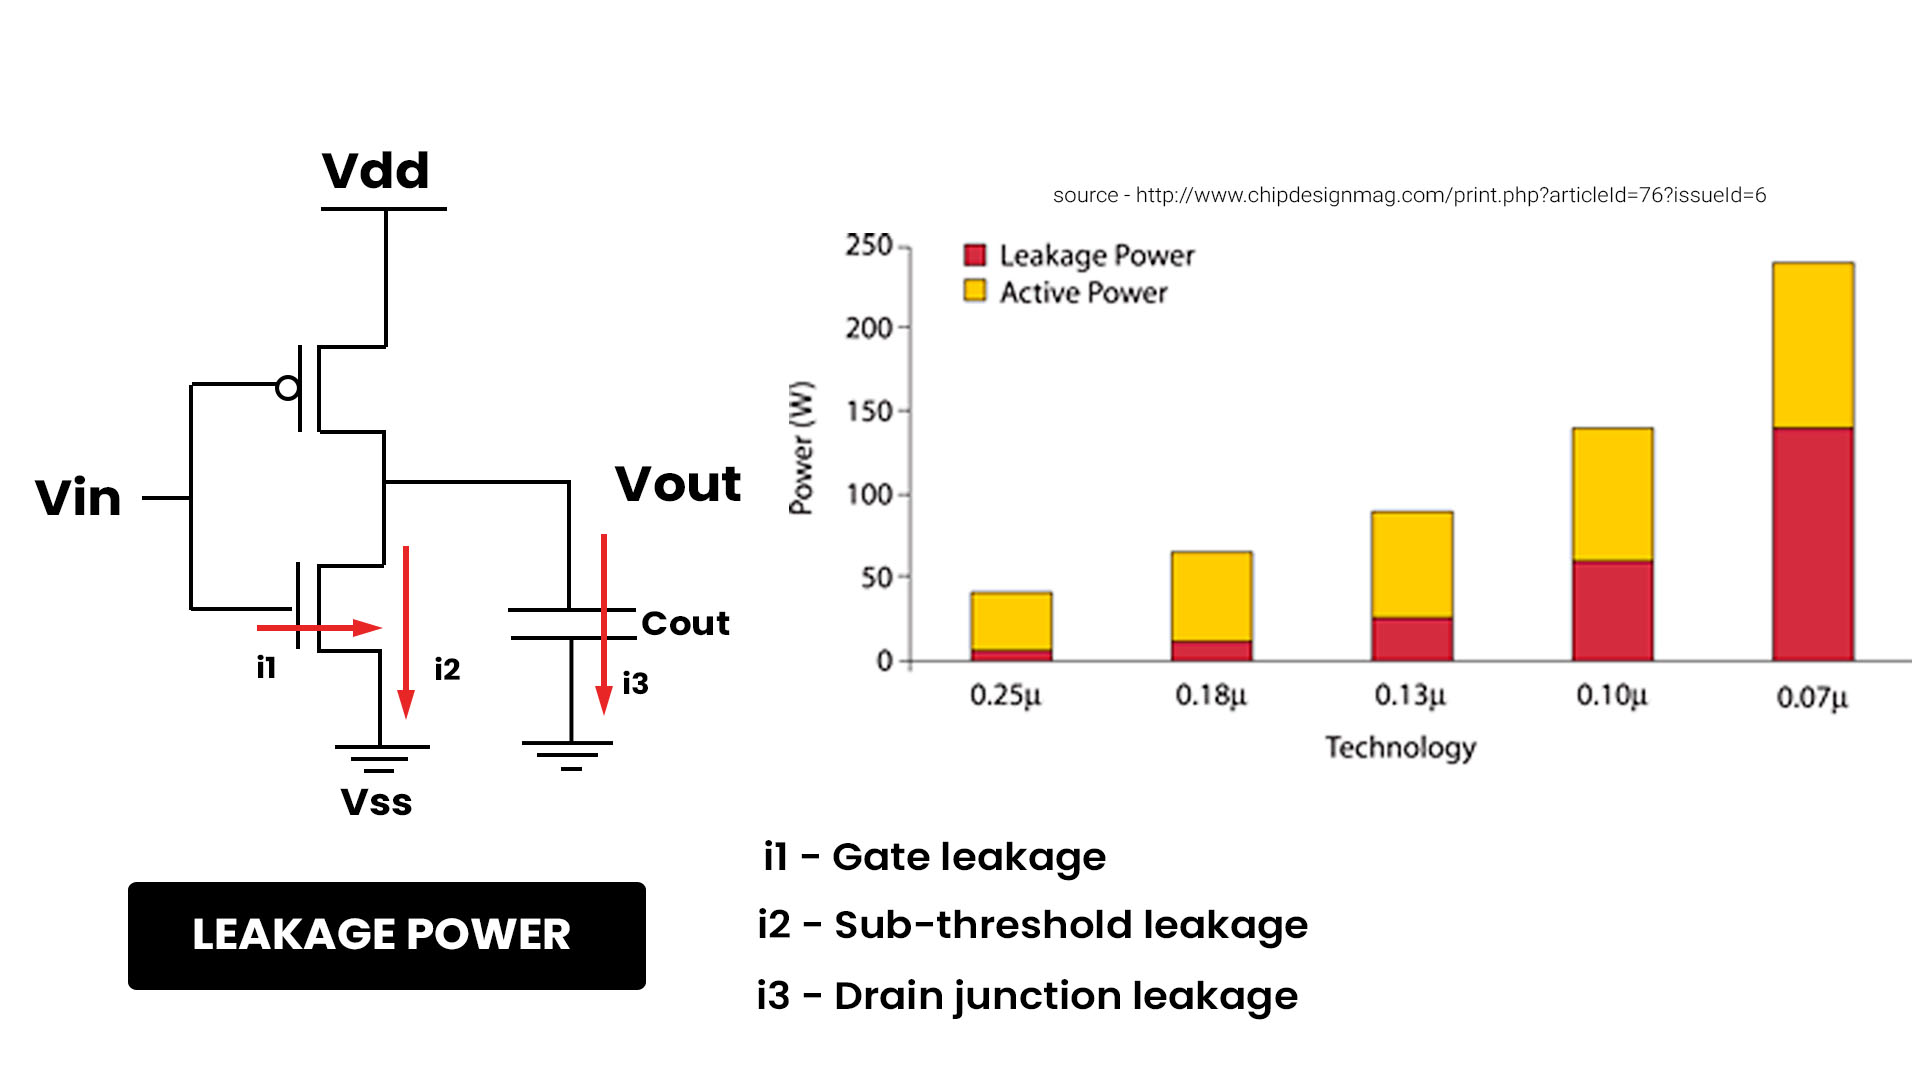 Vdd
Vin
Vout
Cout
i1
i2
i3
Vss
LEAKAGE POWER
source - http://www.chipdesignmag.com/print.php?articleId=76?issueId=6
Leakage Power
Active Power
Power (W)
250
200
150
100
50
0
0.25µ 0.18µ 0.13µ 0.10µ 0.07µ
Technology
i1 - Gate leakage
i2 - Sub-threshold leakage
i3 - Drain junction leakage